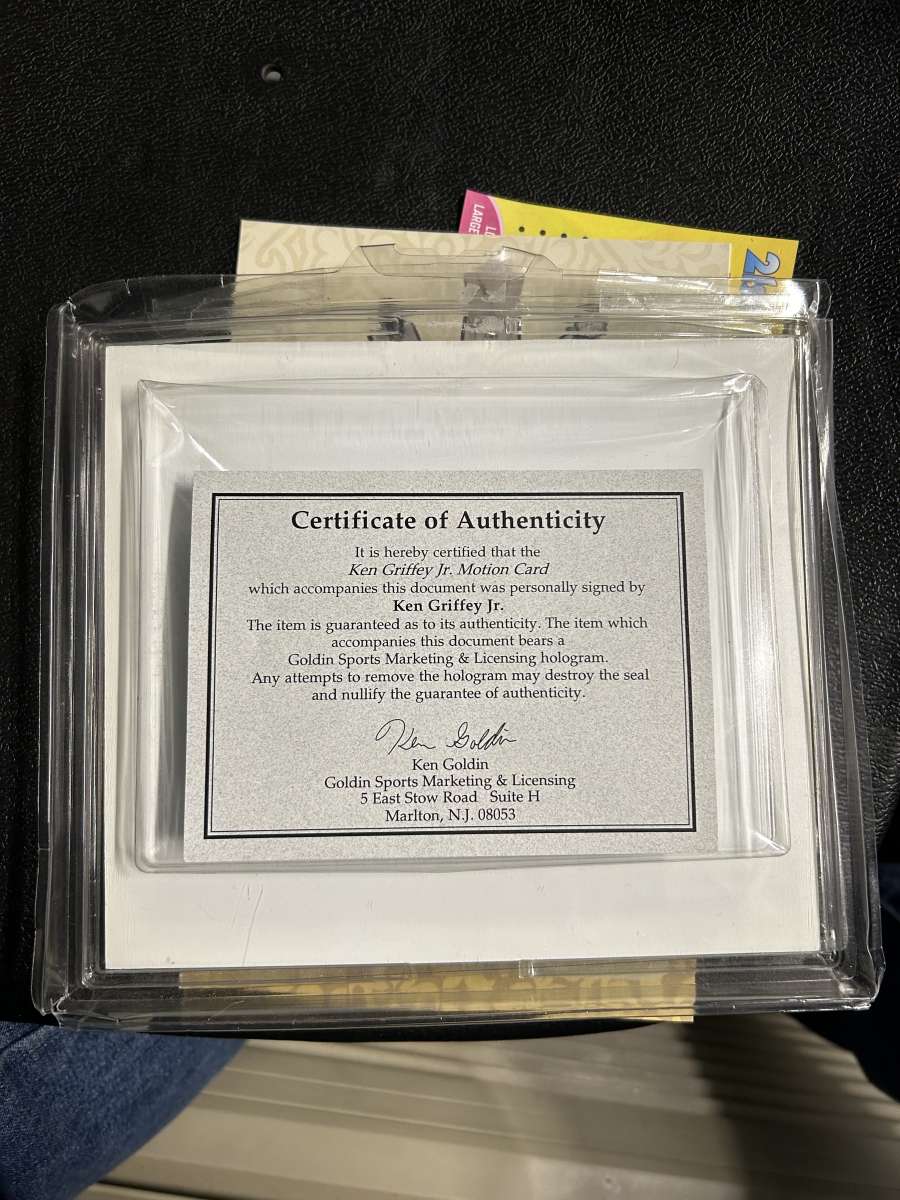 LARGE
26
Certificate of Authenticity
It is hereby certified that the
Ken Griffey Jr. Motion Card
which accompanies this document was personally signed by
Ken Griffey Jr.
The item is guaranteed as to its authenticity. The item which
accompanies this document bears a
Goldin Sports Marketing & Licensing hologram.
Any attempts to remove the hologram may destroy the seal
and nullify the guarantee of authenticity.
Ken Goldin
Ken Goldin
Goldin Sports Marketing & Licensing
5 East Stow Road Suite H
Marlton, N.J. 08053